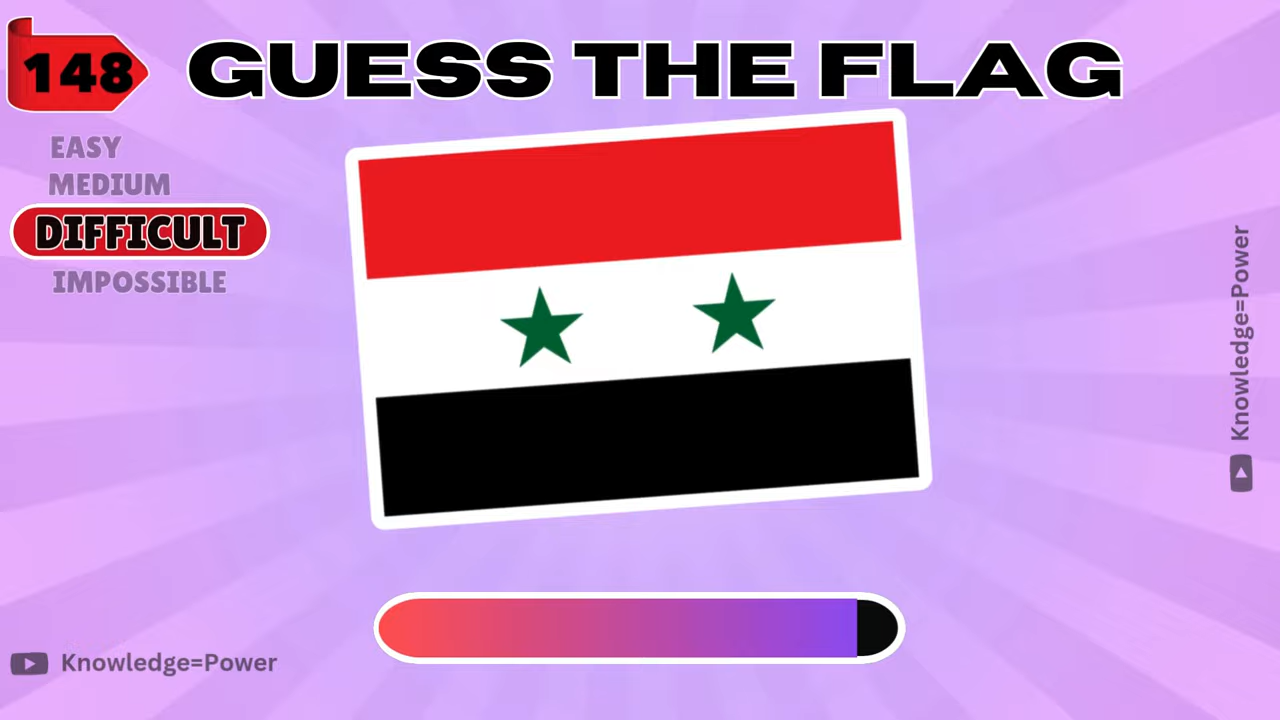 148
GUESS THE FLAG
EASY
MEDIUM
DIFFICULT
IMPOSSIBLE
Knowledge=Power
Knowledge=Power